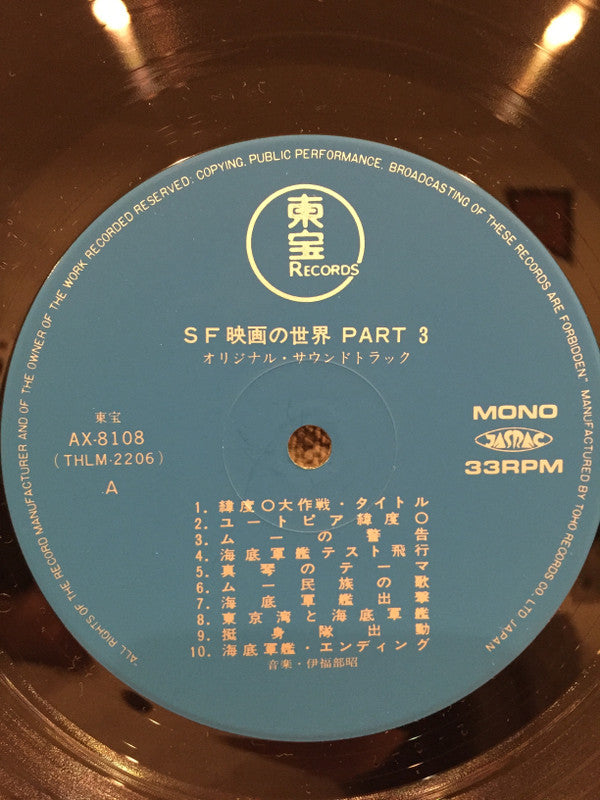 "ALL RIGHTS OF THE RECORD MANUFACTURER AND OF THE OWNER OF THE WORK RECORDED RESERVED: COPYING, PUBLIC PERFORMANCE, BROADCASTING OF THESE RECORDS ARE FORBIDDEN" MANUFACTURED BY TOHO RECORDS CO. LTD JAPAN
東宝
RECORDS
SF映画の世界 PART 3
オリジナル・サウンドトラック
東宝
AX-8108
(THLM・2206)
A
MONO
JASRAC
33RPM
1. 緯度〇大作戦・タイトル
2. ユートピア緯度〇
3. ムーの警告
4. 海底軍艦テスト飛行
5. 真琴のテーマ
6. ムー民族の歌
7. 海底軍艦出撃
8. 東京湾と海底軍艦
9. 挺身隊出動
10. 海底軍艦・エンディング
音楽・伊福部昭